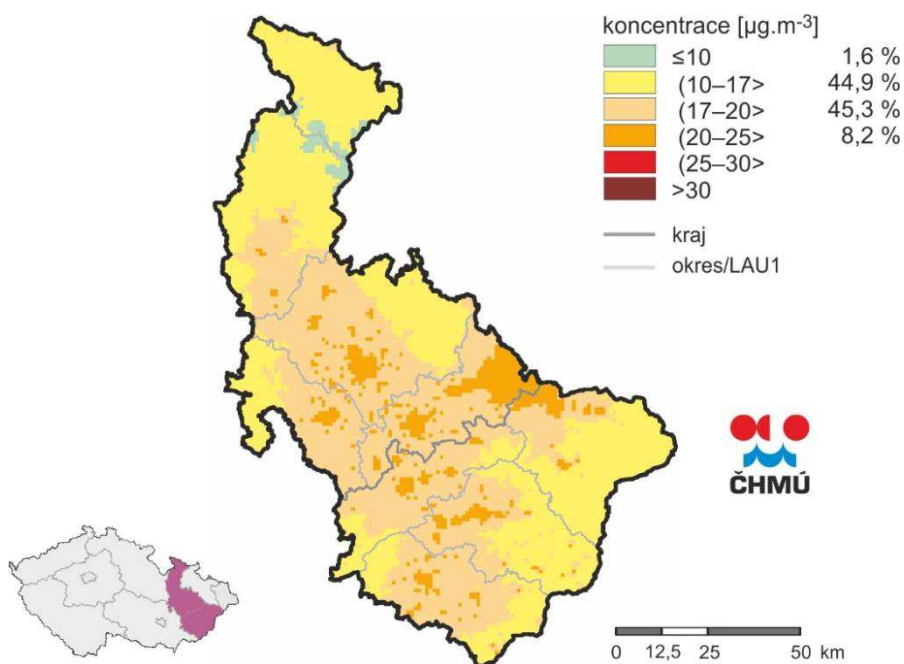 koncentrace [µg.m-3]
≤10 1,6 %
(10–17> 44,9 %
(17–20> 45,3 %
(20–25> 8,2 %
(25–30>
>30
kraj
okres/LAU1
ČHMÚ
0 12,5 25 50 km